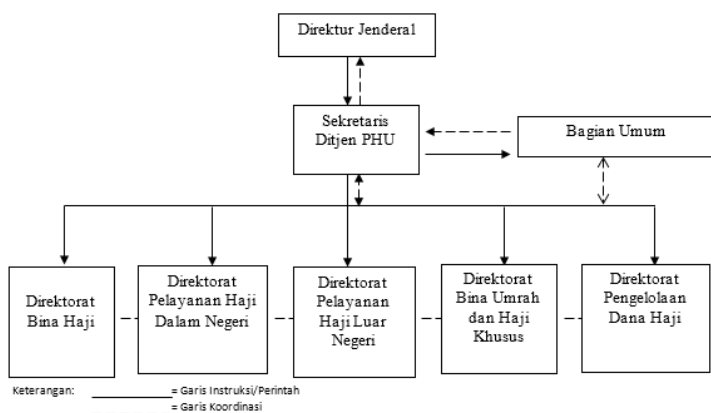 Direktur Jenderal
Sekretaris
Ditjen PHU
Bagian Umum
Direktorat
Bina Haji
Direktorat
Pelayanan Haji
Dalam Negeri
Direktorat
Pelayanan
Haji Luar
Negeri
Direktorat
Bina Umrah
dan Haji
Khusus
Direktorat
Pengelolaan
Dana Haji
Keterangan: = Garis Instruksi/Perintah
= Garis Koordinasi